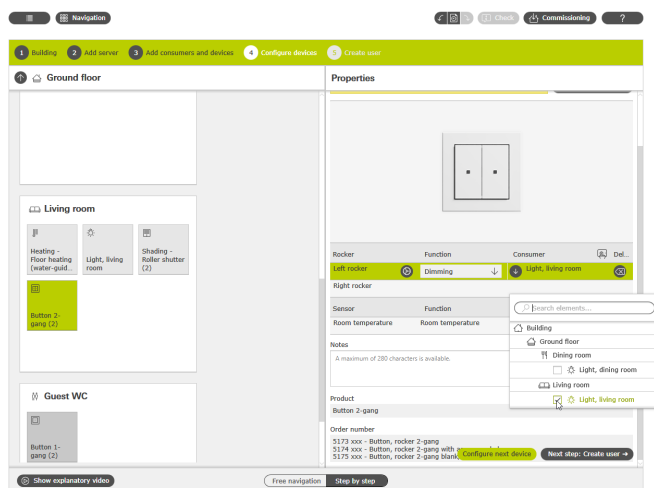 Navigation
Check
Commissioning
?
1 Building 2 Add server 3 Add consumers and devices 4 Configure devices 5 Create user
Ground floor
Properties
Living room
Heating -
Floor heating
(water-guid...
Light, living
room
Shading -
Roller shutter
(2)
Button 2-
gang (2)
Guest WC
Button 1-
gang (2)
Rocker Function Consumer Del...
Left rocker Dimming Light, living room
Right rocker
Sensor Function
Room temperature Room temperature
Notes
A maximum of 280 characters is available.
Search elements...
Building
Ground floor
Dining room
Light, dining room
Living room
Light, living room
Product
Button 2-gang
Order number
5173 xxx - Button, rocker 2-gang
5174 xxx - Button, rocker 2-gang with
5175 xxx - Button, rocker 2-gang blank
Configure next
device
Next step: Create user
Show explanatory video
Free navigation Step by step